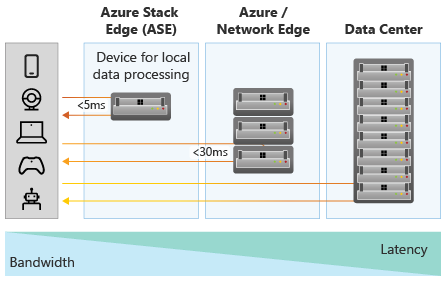 Azure Stack
Edge (ASE)
Azure /
Network Edge
Data Center
Device for local
data processing
<5ms
<30ms
Bandwidth
Latency